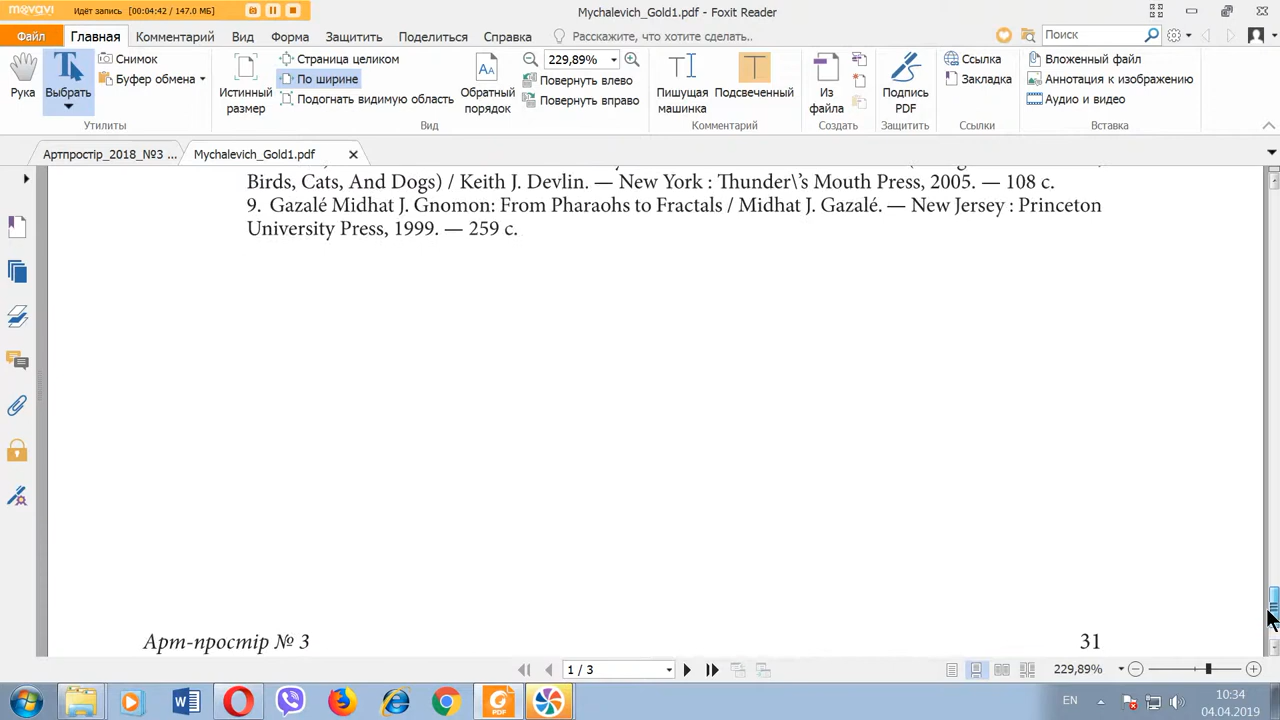 movavi Идёт запись (00:04:42 / 147.0 МБ)
Mychalevich_Gold1.pdf - Foxit Reader
Файл Главная Комментарий Вид Форма Защитить Поделиться Справка Расскажите, что хотите сделать.. Поиск
Рука
Выбрать
Снимок
Буфер обмена
Утилиты
Истинный
размер
Страница целиком
По ширине
Подогнать видимую область
Обратный
порядок
229,89%
Повернуть влево
Повернуть вправо
Вид
Пишущая
машинка
Подсвеченный
Комментарий
Из
файла
Создать
Подпись
PDF
Защитить
Ссылка
Закладка
Ссылки
Вложенный файл
Аннотация к изображению
Аудио и видео
Вставка
Артпростір_2018_№3 ... Mychalevich_Gold1.pdf
Birds, Cats, And Dogs) / Keith J. Devlin. — New York : Thunder\'s Mouth Press, 2005. — 108 с.
9. Gazalé Midhat J. Gnomon: From Pharaohs to Fractals / Midhat J. Gazalé. — New Jersey : Princeton
University Press, 1999. — 259 с.
Арт-простір № 3 31
1 / 3 229,89%
EN 10:34
04.04.2019